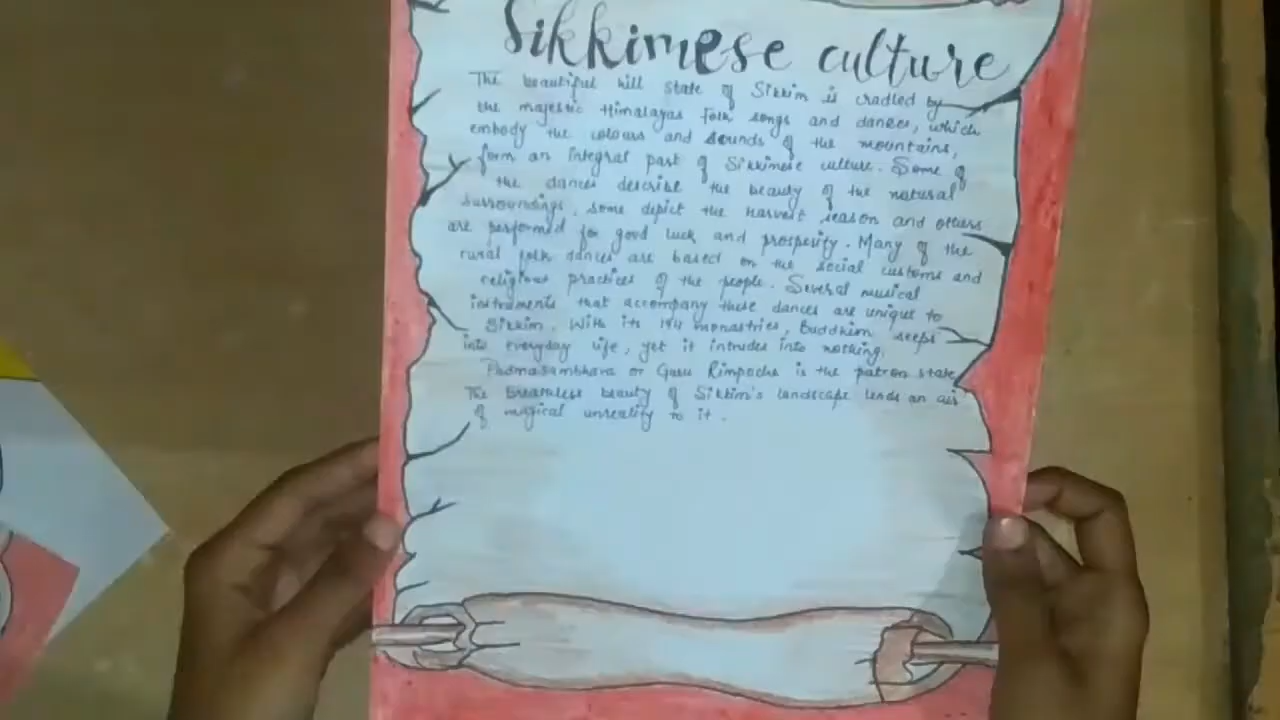 Sikkimese culture
The beautiful hill state of Sikkim is cradled by
the majestic Himalayas Folk songs and dances, which
embody the colours and sounds of the mountains,
form an integral part of Sikkimese culture. Some of
the dances describe the beauty of the natural
surroundings, some depict the harvest season and others
are performed for good luck and prosperity. Many of the
rural folk dances are based on the social customs and
religious practices of the people. Several musical
instruments that accompany these dances are unique to
Sikkim. With its 194 monastries, Buddhism seeps
into everyday life, yet it intrudes into nothing.
Padmasambhava or Guru Rimpoche is the patron state
The Breamless beauty of Sikkim's landscape lends an air
of magical unreality to it.